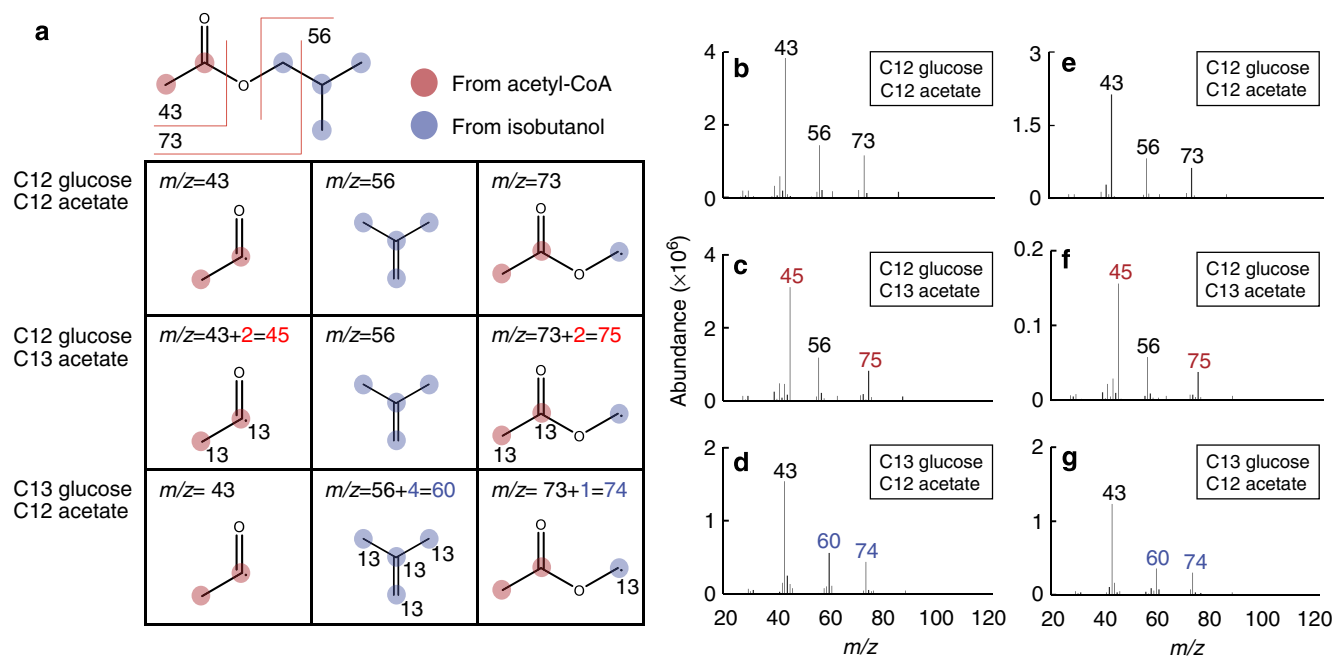 a
O
O
56
43
73
From acetyl-CoA
From isobutanol
C12 glucose
C12 acetate
m/z=43
m/z=56
m/z=73
O
O
O
C12 glucose
C13 acetate
m/z=43+2=45
m/z=56
m/z=73+2=75
O
13
13
O
13
13
O
C13 glucose
C12 acetate
m/z= 43
m/z=56+4=60
m/z= 73+1=74
O
13
13
13
13
O
O
13
Abundance (×10⁶)
b
4
2
0
43
56
73
C12 glucose
C12 acetate
e
3
1.5
0
43
56
73
C12 glucose
C12 acetate
c
4
2
0
45
56
75
C12 glucose
C13 acetate
f
0.2
0.1
0
45
56
75
C12 glucose
C13 acetate
d
2
1
0
43
60
74
C13 glucose
C12 acetate
20 40 60 80 100 120
m/z
g
2
1
0
43
60
74
C13 glucose
C12 acetate
20 40 60 80 100 120
m/z